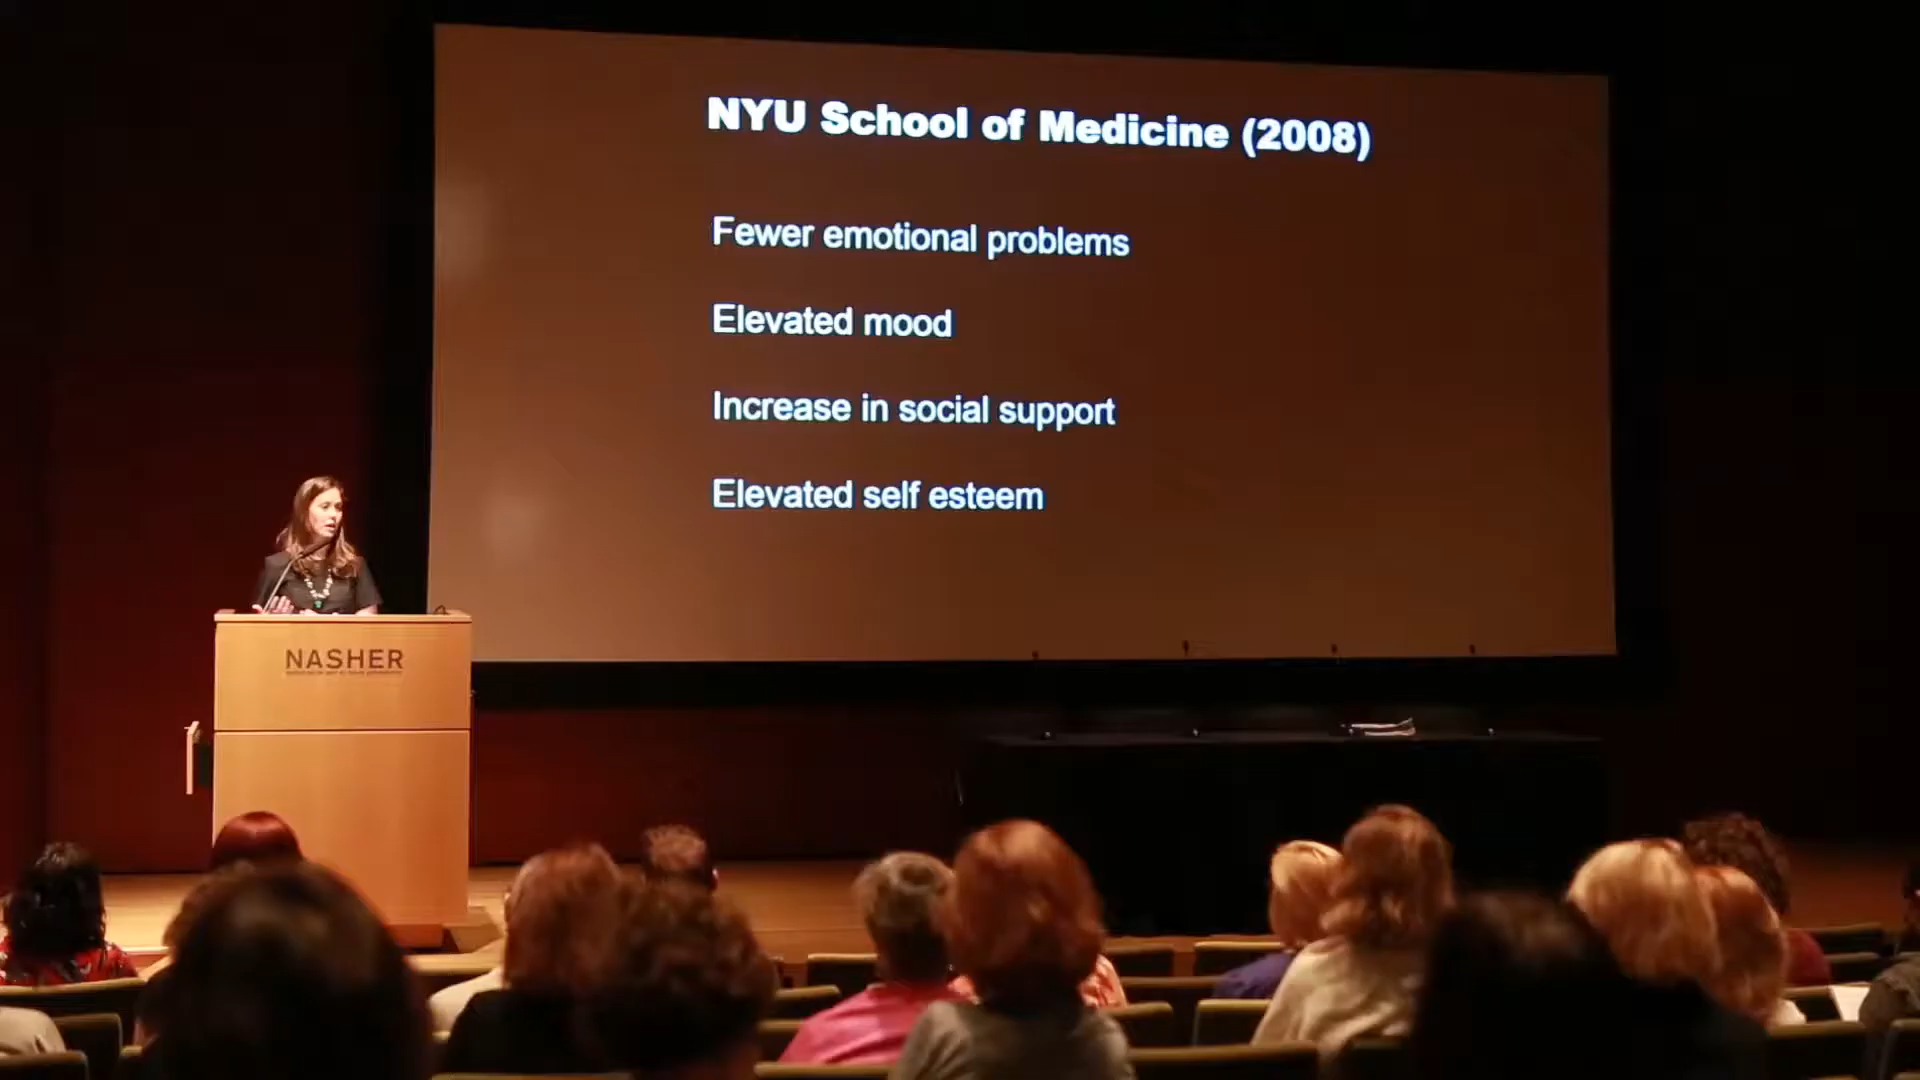 NYU School of Medicine (2008)
Fewer emotional problems
Elevated mood
Increase in social support
Elevated self esteem
NASHER